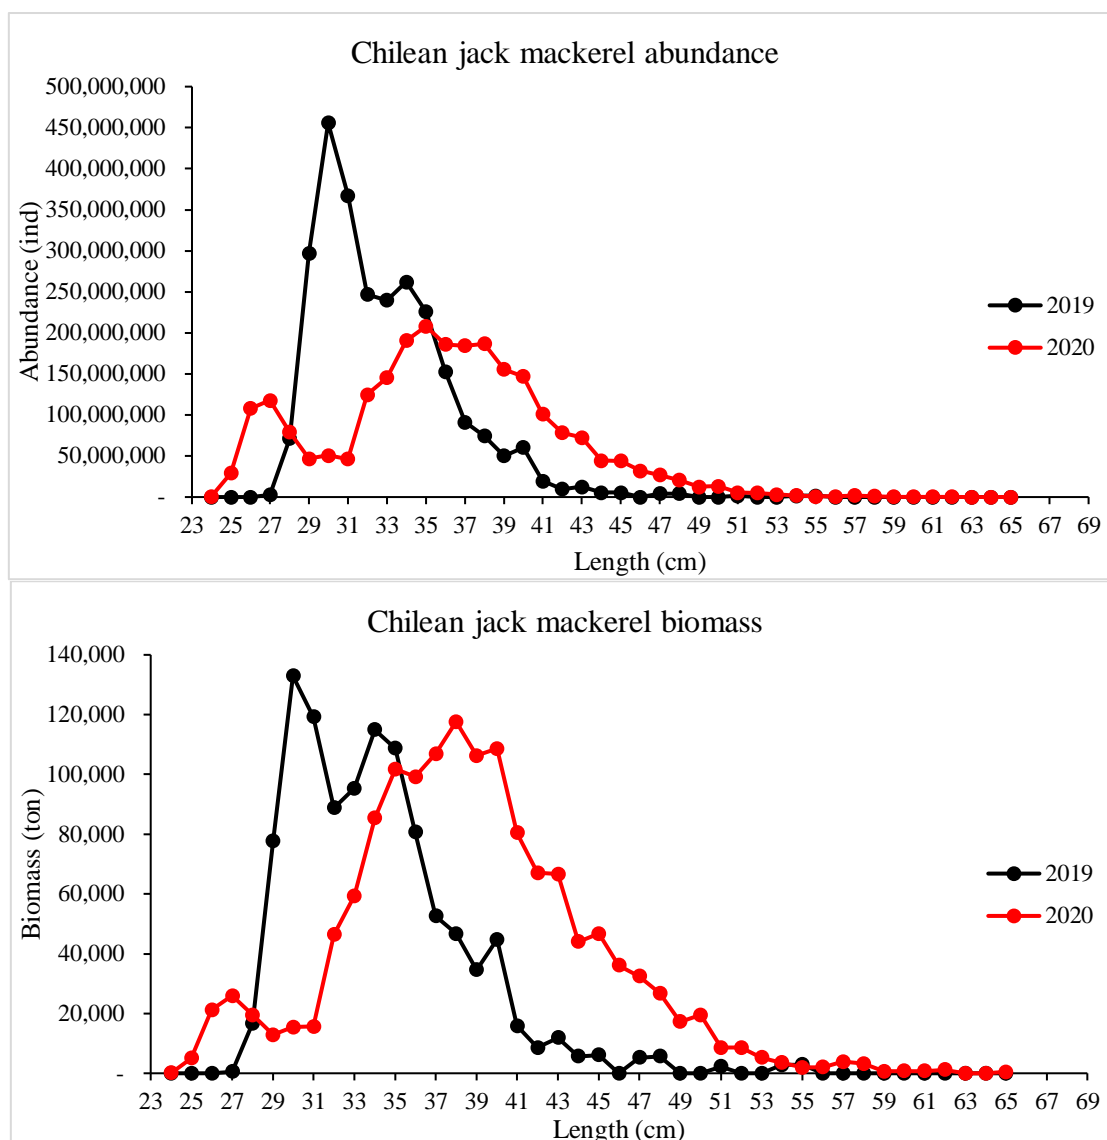 Chilean jack mackerel abundance
500,000,000
450,000,000
400,000,000
350,000,000
300,000,000
250,000,000
200,000,000
150,000,000
100,000,000
50,000,000
-
Abundance (ind)
2019
2020
23 25 27 29 31 33 35 37 39 41 43 45 47 49 51 53 55 57 59 61 63 65 67 69
Length (cm)
Chilean jack mackerel biomass
140,000
120,000
100,000
80,000
60,000
40,000
20,000
-
Biomass (ton)
2019
2020
23 25 27 29 31 33 35 37 39 41 43 45 47 49 51 53 55 57 59 61 63 65 67 69
Length (cm)